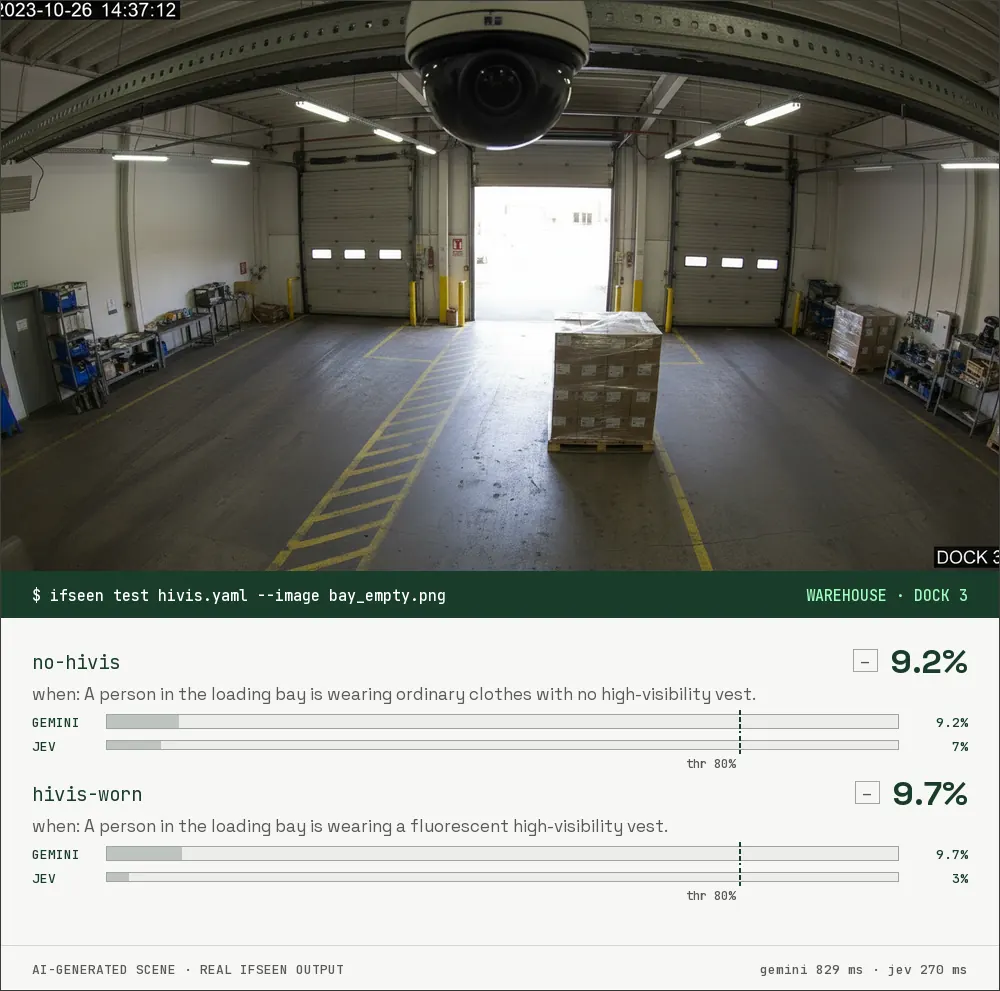 2023-10-26 14:37:12
DOCK 3
$ ifseen test hivis.yaml --image bay_empty.png
WAREHOUSE · DOCK 3
no-hivis
– 9.2%
when: A person in the loading bay is wearing ordinary clothes with no high-visibility vest.
GEMINI 9.2%
JEV 7%
thr 80%
hivis-worn
– 9.7%
when: A person in the loading bay is wearing a fluorescent high-visibility vest.
GEMINI 9.7%
JEV 3%
thr 80%
AI-GENERATED SCENE · REAL IFSEEN OUTPUT
gemini 829 ms · jev 270 ms